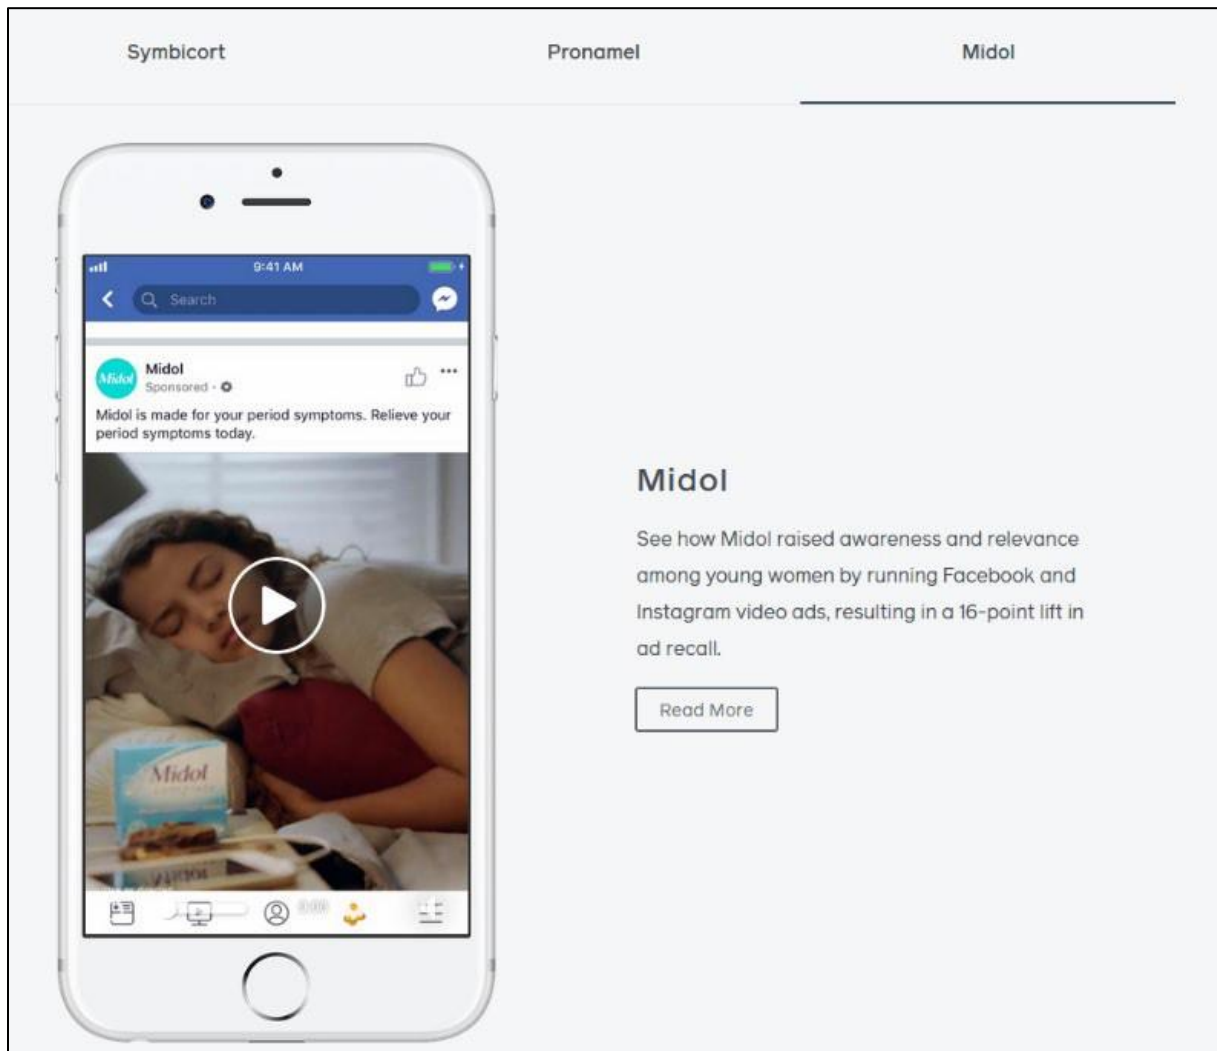 Symbicort
Pronamel
Midol
9:41 AM
Search
Midol
Midol
Sponsored ·
Midol is made for your period symptoms. Relieve your
period symptoms today.
Midol
Midol
See how Midol raised awareness and relevance
among young women by running Facebook and
Instagram video ads, resulting in a 16-point lift in
ad recall.
Read More